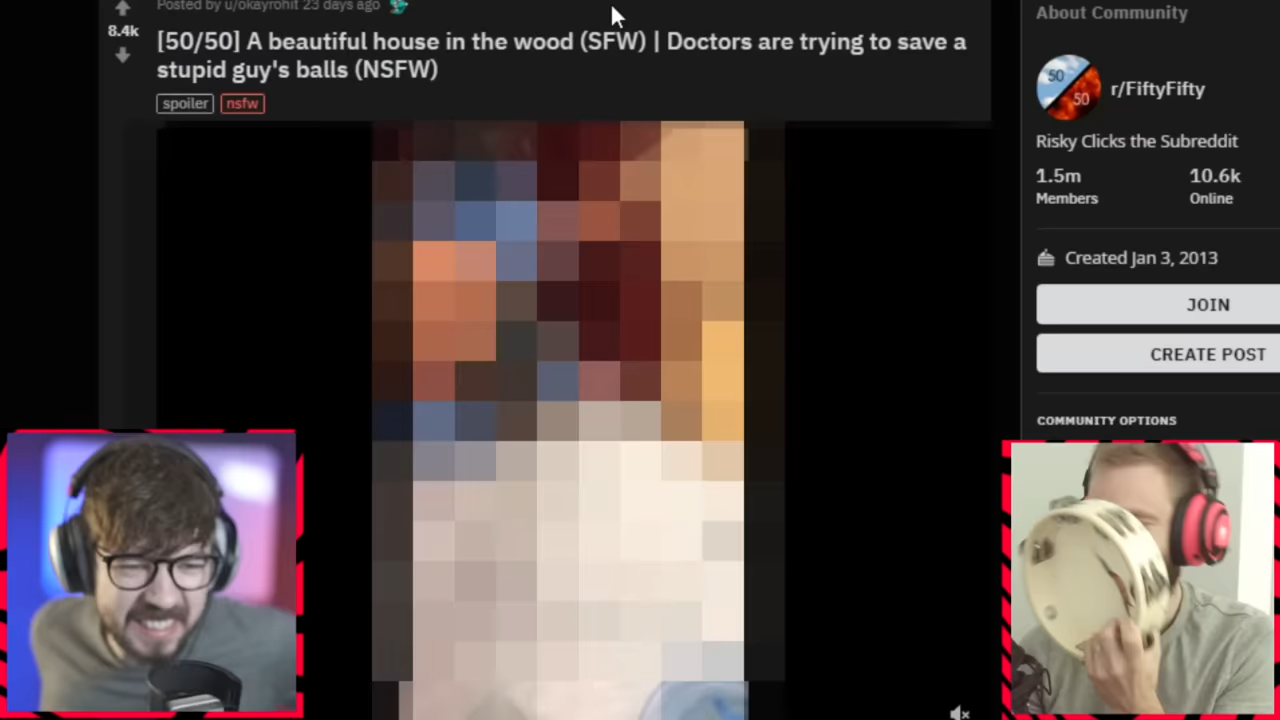 Posted by u/okayrohit 23 days ago
8.4k
[50/50] A beautiful house in the wood (SFW) | Doctors are trying to save a
stupid guy's balls (NSFW)
spoiler nsfw
About Community
50
50
r/FiftyFifty
Risky Clicks the Subreddit
1.5m 10.6k
Members Online
Created Jan 3, 2013
JOIN
CREATE POST
COMMUNITY OPTIONS